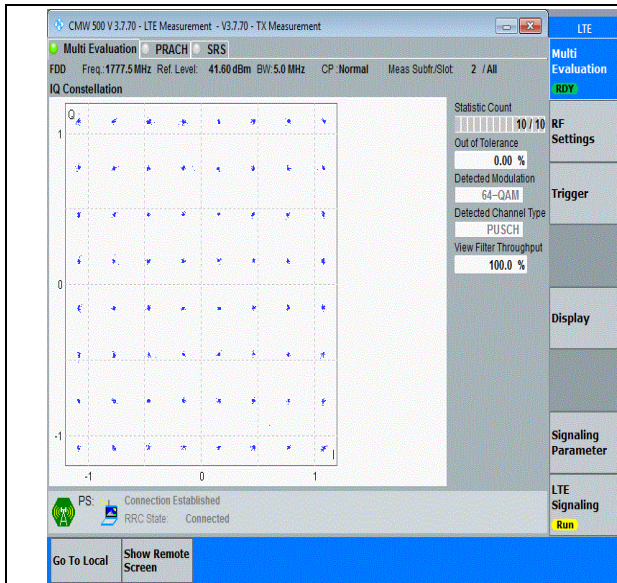 CMW 500 V 3.7.70 - LTE Measurement - V3.7.70 - TX Measurement
LTE
Multi Evaluation PRACH SRS
Multi
Evaluation
RDY
FDD Freq.:1777.5 MHz Ref. Level: 41.60 dBm BW:5.0 MHz CP :Normal Meas Subfr./Slot: 2 / All
IQ Constellation
Q
I
1
0
-1
-1 0 1
Statistic Count
10 / 10
Out of Tolerance
0.00 %
Detected Modulation
64-QAM
Detected Channel Type
PUSCH
View Filter Throughput
100.0 %
RF
Settings
Trigger
Display
Signaling
Parameter
LTE
Signaling
Run
PS: Connection Established
RRC State: Connected
Go To Local
Show Remote
Screen